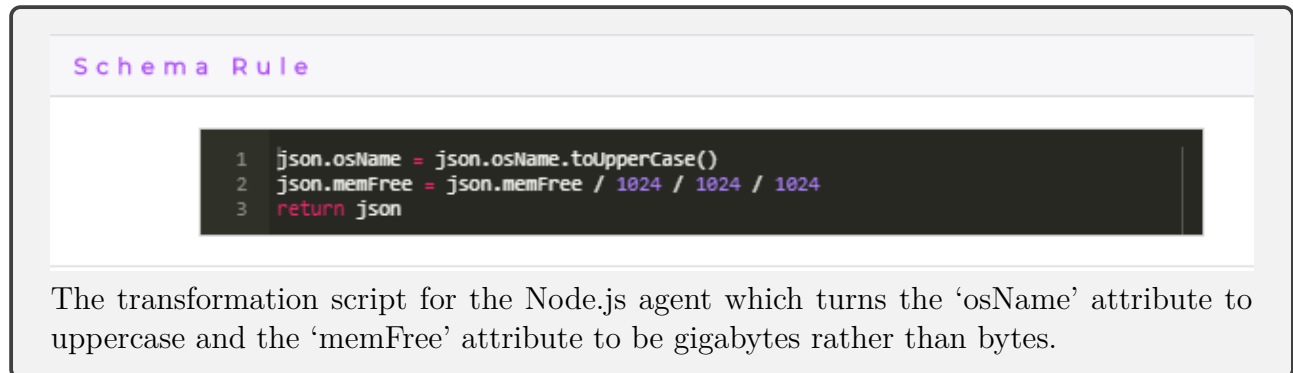 Schema Rule
1 json.osName = json.osName.toUpperCase()
2 json.memFree = json.memFree / 1024 / 1024 / 1024
3 return json
The transformation script for the Node.js agent which turns the ‘osName’ attribute to
uppercase and the ‘memFree’ attribute to be gigabytes rather than bytes.